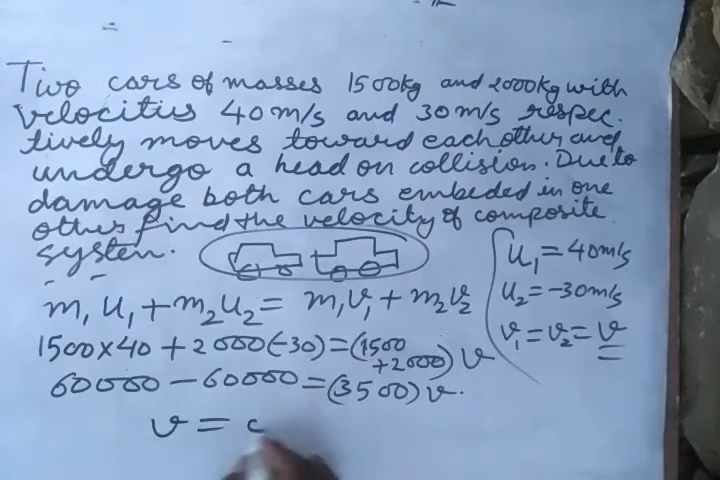 Two cars of masses 1500kg and 2000kg with
velocities 40m/s and 30m/s respec.
tively moves toward each other and
undergo a head on collision. Due to
damage both cars embeded in one
other find the velocity of composite
system.
m₁u₁+m₂u₂= m₁v₁+m₂v₂
1500×40+2000(-30)=(1500
+2000)v
60000-60000=(3500)v.
v=
u₁=40m/s
u₂=-30m/s
v₁=v₂=v